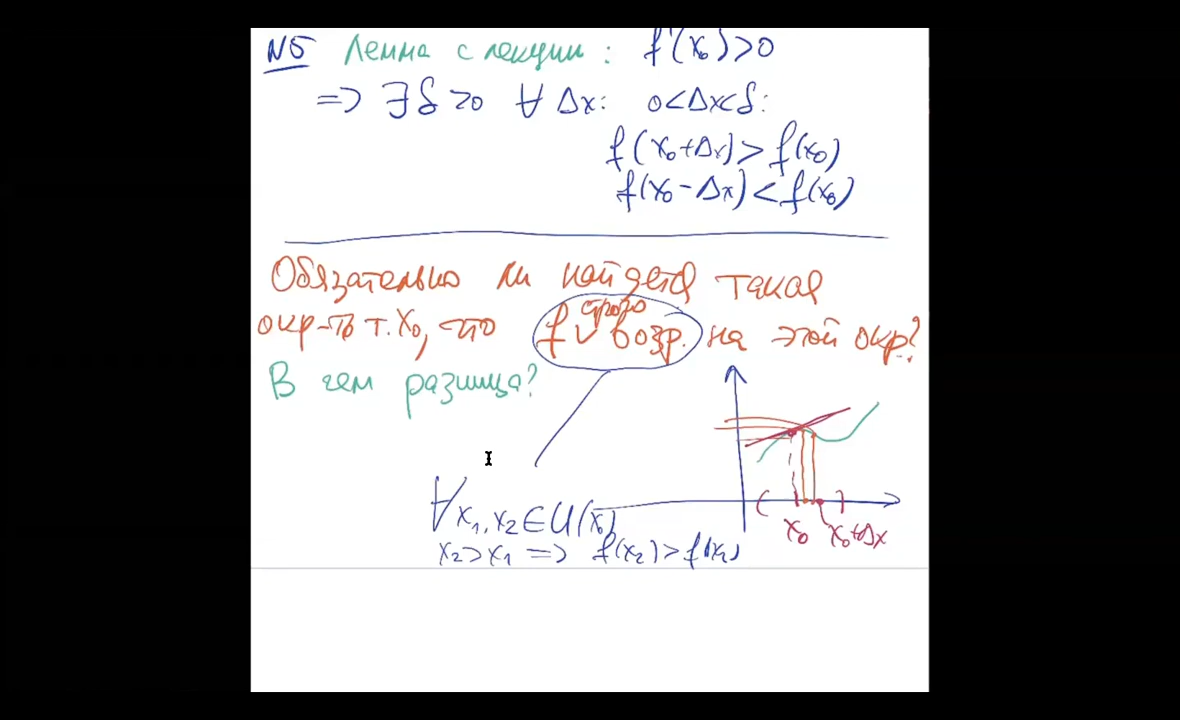 №5 Лемма с лекции: f'(x₀)>0
=> ∃δ>0 ∀ Δx: 0<Δx<δ:
f(x₀+Δx)>f(x₀)
f(x₀-Δx)<f(x₀)
Обязательно ли найдется такая
окр-ть т. x₀, что f строго возр. на этой окр.?
В чем разница?
∀x₁,x₂∈U(x₀)
x₂>x₁ => f(x₂)>f(x₁)
x₀ x₀+Δx